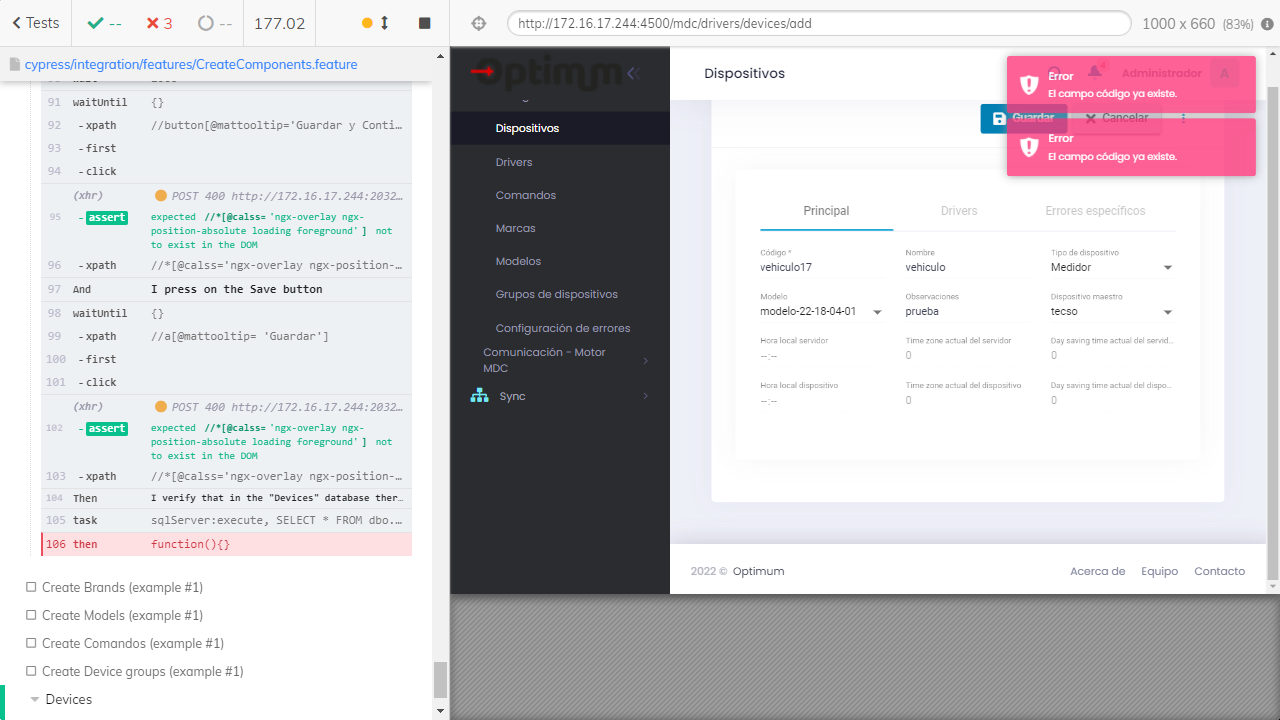 Tests
--
3
--
177.02
http://172.16.17.244:4500/mdc/drivers/devices/add
1000 x 660 (83%)
cypress/integration/features/CreateComponents.feature
91 waitUntil {}
92 -xpath //button[@mattooltip='Guardar y Conti...
93 -first
94 -click
(xhr) POST 400 http://172.16.17.244:2032...
95 -assert expected //*[@calss= 'ngx-overlay ngx-
position-absolute loading foreground'] not
to exist in the DOM
96 -xpath //*[@calss='ngx-overlay ngx-position-...
97 And I press on the Save button
98 waitUntil {}
99 -xpath //a[@mattooltip= 'Guardar']
100 -first
101 -click
(xhr) POST 400 http://172.16.17.244:2032...
102 -assert expected //*[@calss= 'ngx-overlay ngx-
position-absolute loading foreground'] not
to exist in the DOM
103 -xpath //*[@calss='ngx-overlay ngx-position-...
104 Then I verify that in the "Devices" database ther...
105 task sqlServer:execute, SELECT * FROM dbo....
106 then function(){}
Create Brands (example #1)
Create Models (example #1)
Create Comandos (example #1)
Create Device groups (example #1)
Devices
Optimum
Dispositivos
Drivers
Comandos
Marcas
Modelos
Grupos de dispositivos
Configuración de errores
Comunicación - Motor
MDC
Sync
Dispositivos
4
Administrador
A
Error
El campo código ya existe.
Guardar
Cancelar
Error
El campo código ya existe.
Principal
Drivers
Errores específicos
Código *
Nombre
Tipo de dispositivo
vehiculo17
vehiculo
Medidor
Modelo
Observaciones
Dispositivo maestro
modelo-22-18-04-01
prueba
tecso
Hora local servidor
Time zone actual del servidor
Day saving time actual del servid...
--:--
0
0
Hora local dispositivo
Time zone actual del dispositivo
Day saving time actual del dispo...
--:--
0
0
2022 © Optimum
Acerca de
Equipo
Contacto